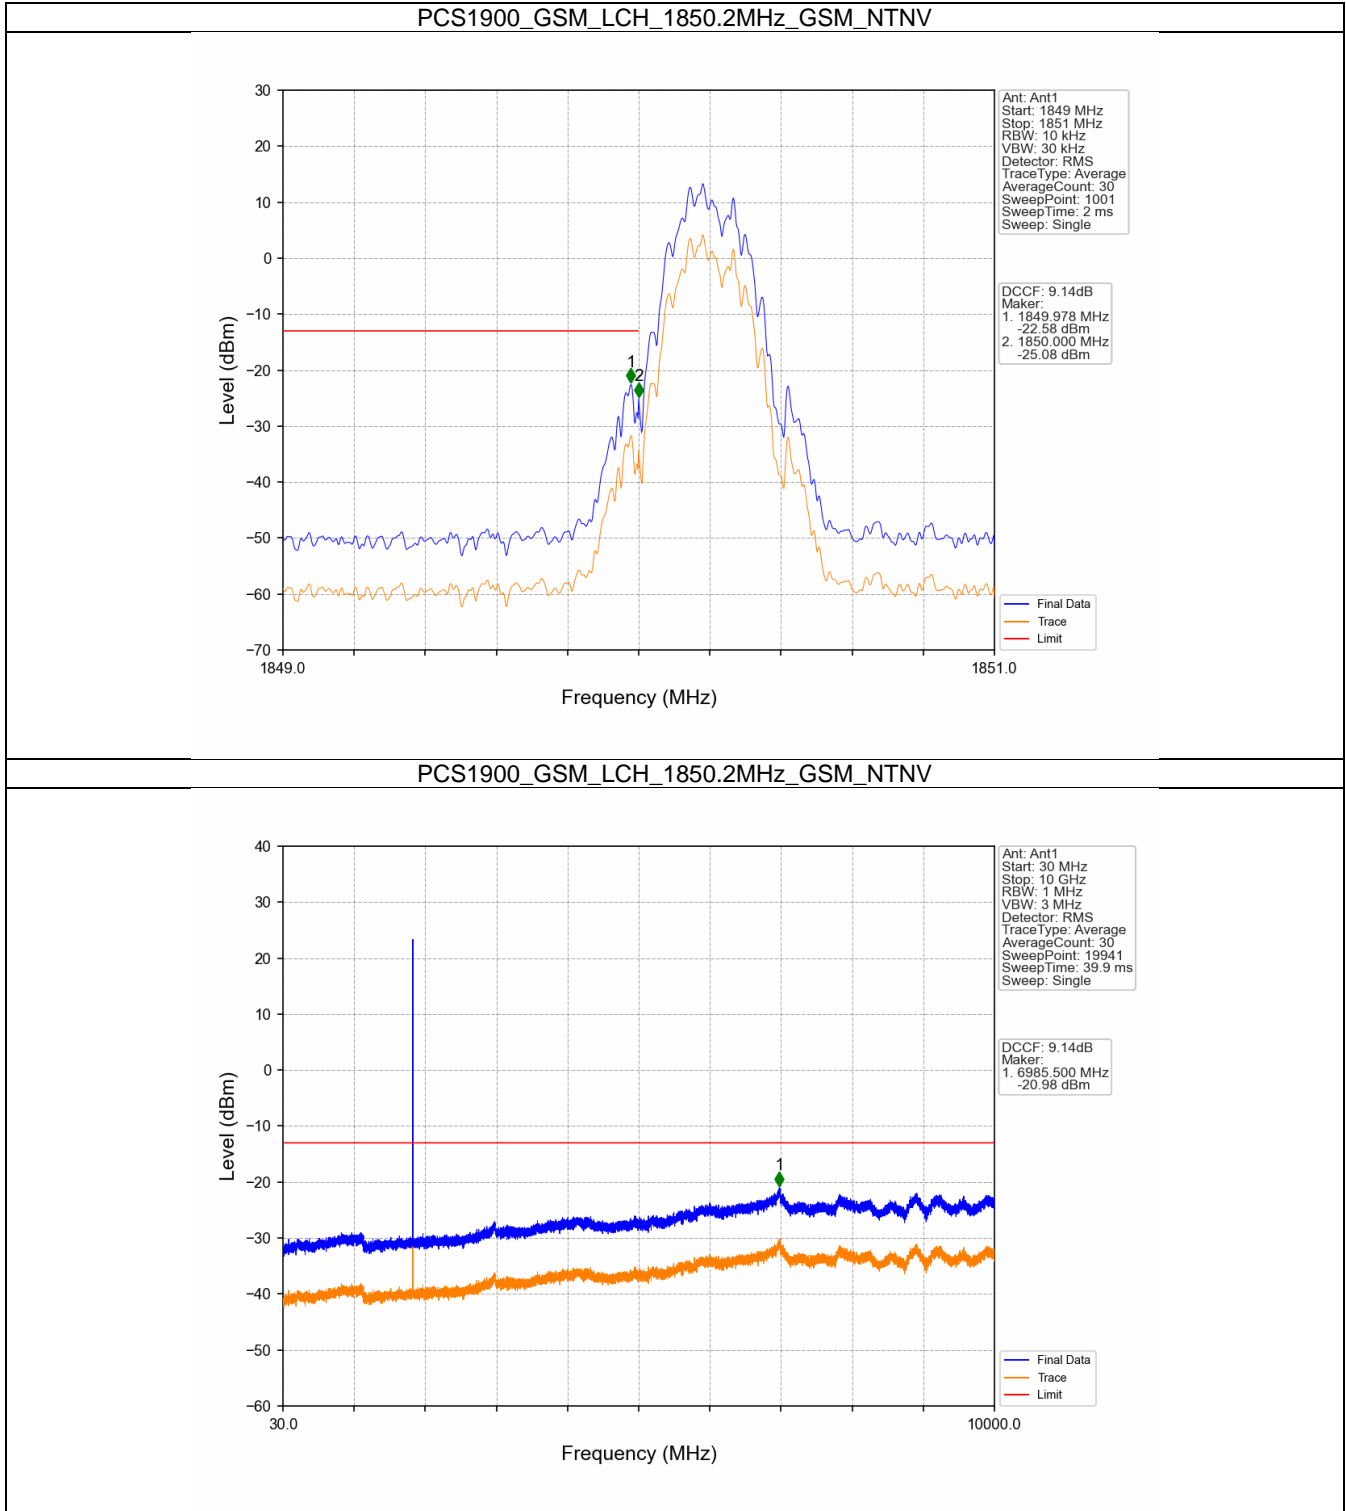 PCS1900_GSM_LCH_1850.2MHz_GSM_NTNV
30
20
10
0
−10
−20
−30
−40
−50
−60
−70
Level (dBm)
1
2
1849.0
1851.0
Frequency (MHz)
Ant: Ant1
Start: 1849 MHz
Stop: 1851 MHz
RBW: 10 kHz
VBW: 30 kHz
Detector: RMS
TraceType: Average
AverageCount: 30
SweepPoint: 1001
SweepTime: 2 ms
Sweep: Single
DCCF: 9.14dB
Maker:
1. 1849.978 MHz
-22.58 dBm
2. 1850.000 MHz
-25.08 dBm
Final Data
Trace
Limit
PCS1900_GSM_LCH_1850.2MHz_GSM_NTNV
40
30
20
10
0
−10
−20
−30
−40
−50
−60
Level (dBm)
1
30.0
10000.0
Frequency (MHz)
Ant: Ant1
Start: 30 MHz
Stop: 10 GHz
RBW: 1 MHz
VBW: 3 MHz
Detector: RMS
TraceType: Average
AverageCount: 30
SweepPoint: 19941
SweepTime: 39.9 ms
Sweep: Single
DCCF: 9.14dB
Maker:
1. 6985.500 MHz
-20.98 dBm
Final Data
Trace
Limit